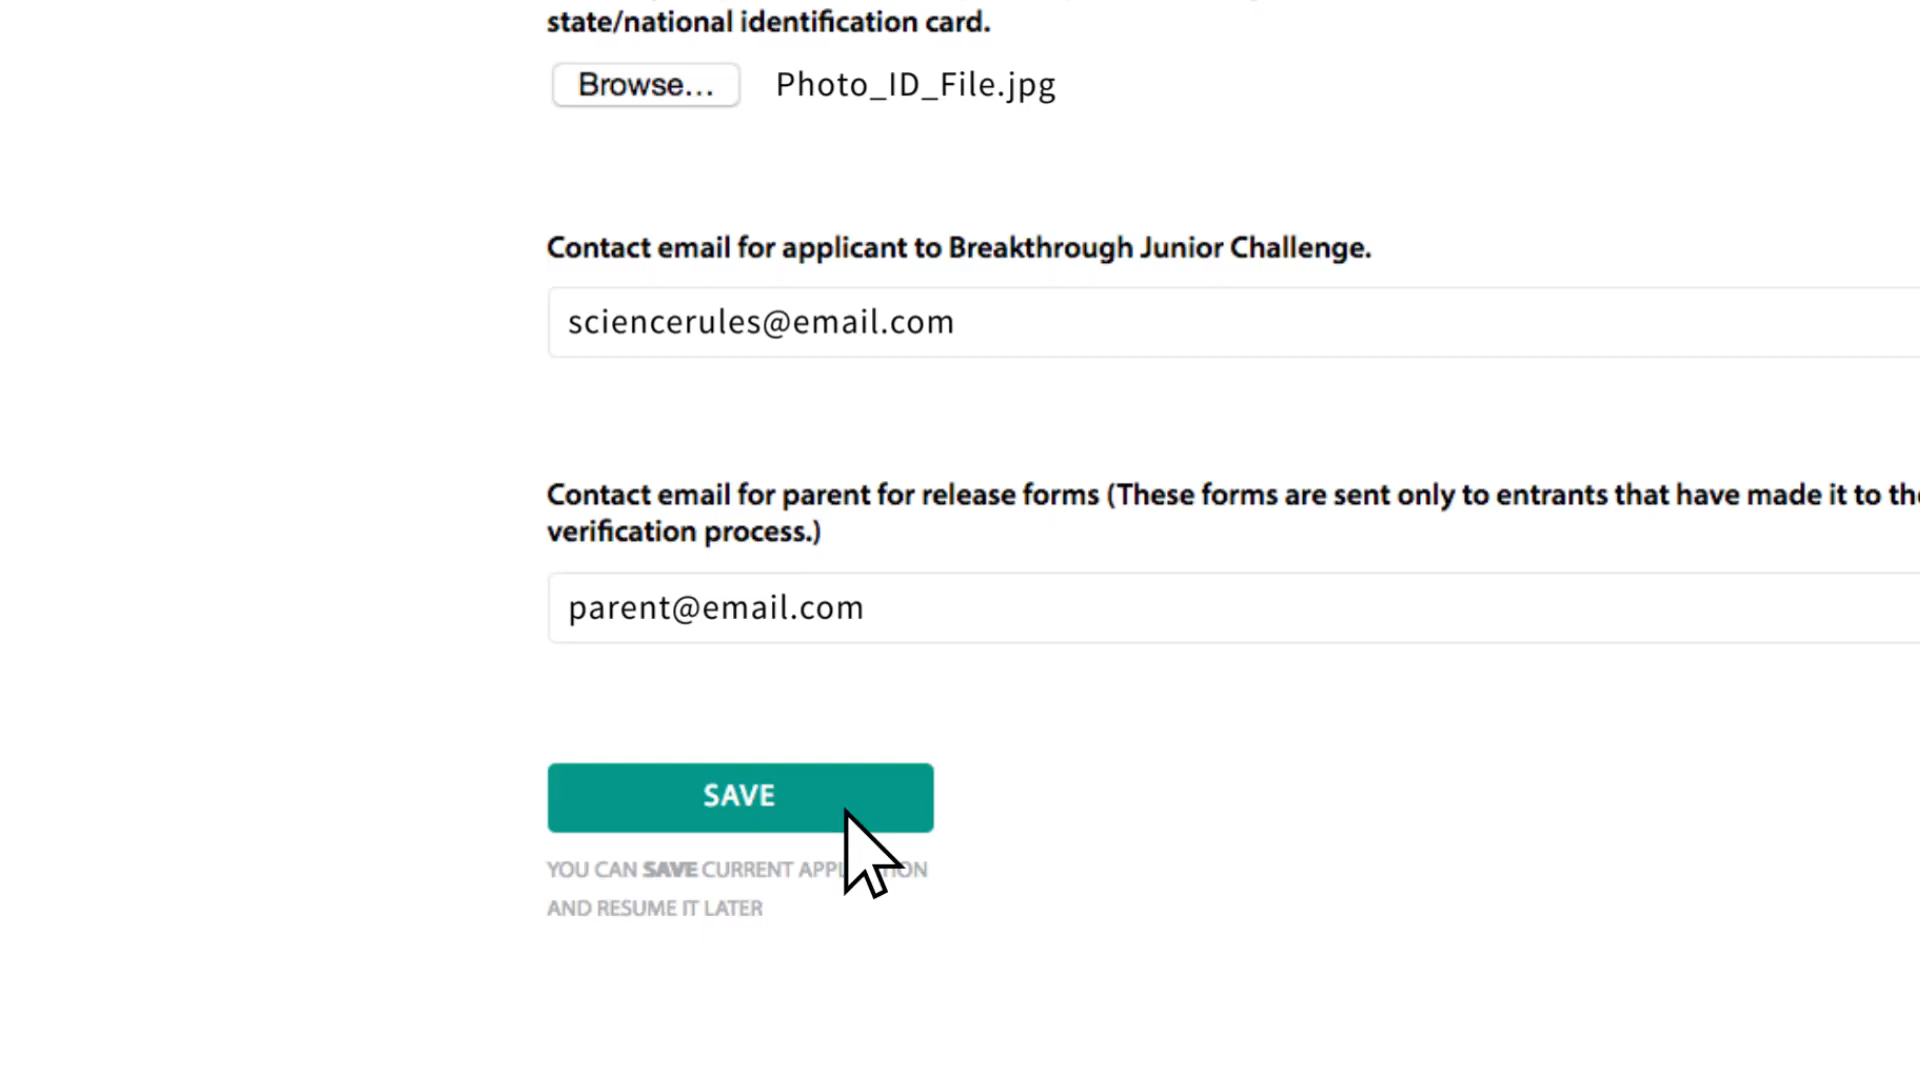 state/national identification card.
Browse... Photo_ID_File.jpg
Contact email for applicant to Breakthrough Junior Challenge.
sciencerules@email.com
Contact email for parent for release forms (These forms are sent only to entrants that have made it to
verification process.)
parent@email.com
SAVE
YOU CAN SAVE CURRENT
AND RESUME IT LATER